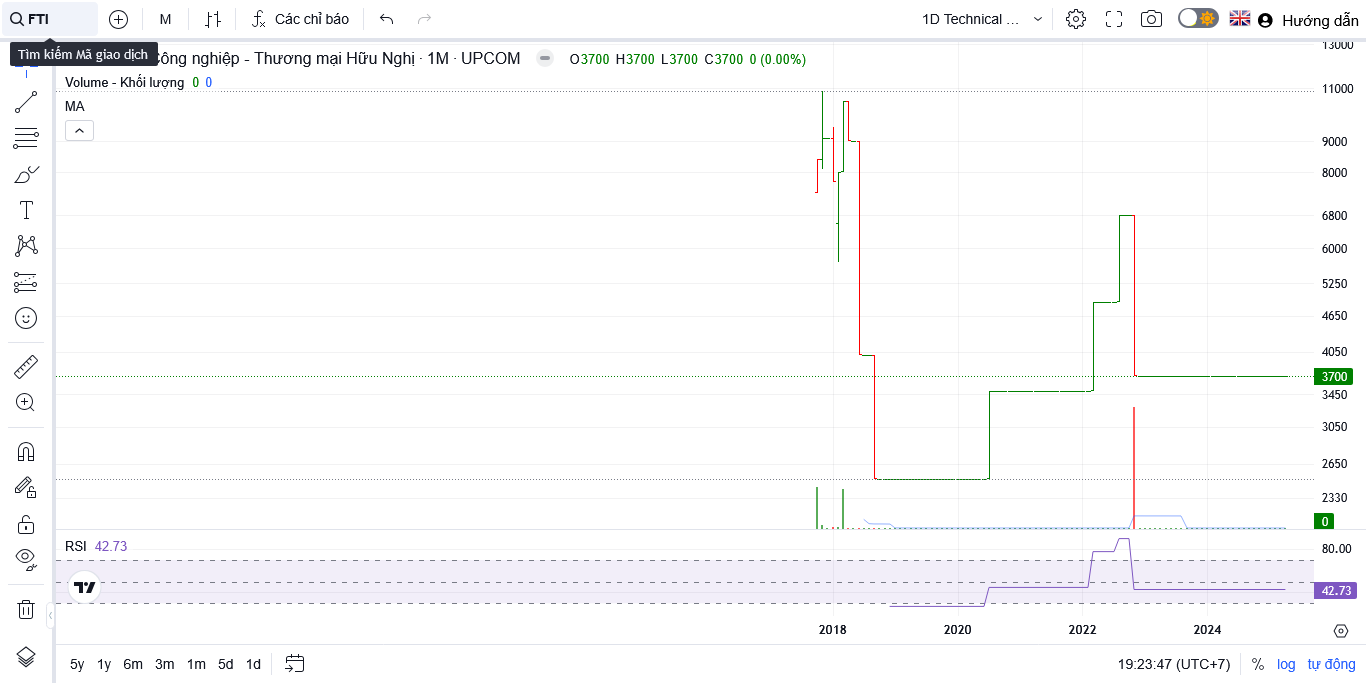 FTI
M
Các chỉ báo
1D Technical ...
Hướng dẫn
Tìm kiếm Mã giao dịch
Công nghiệp - Thương mại Hữu Nghị · 1M · UPCOM
O3700 H3700 L3700 C3700 0 (0.00%)
Volume - Khối lượng 0 0
MA
13000
11000
9000
8000
6800
6000
5250
4650
4050
3700
3450
3050
2650
2330
0
RSI 42.73
80.00
42.73
2018 2020 2022 2024
5y 1y 6m 3m 1m 5d 1d
19:23:47 (UTC+7) % log tự động